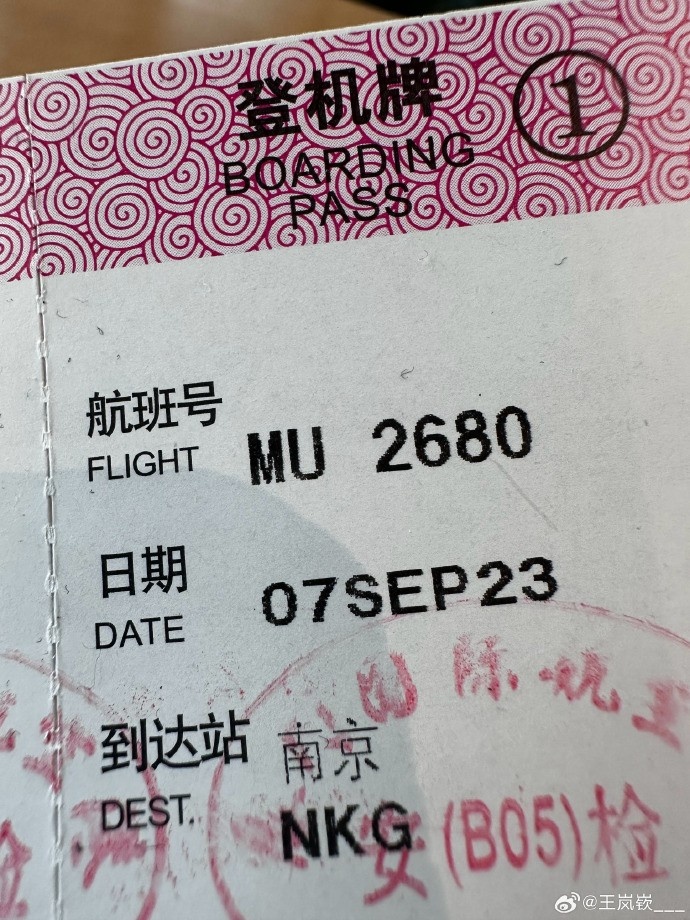 登机牌
①
BOARDING
PASS
航班号
FLIGHT MU 2680
日期
DATE 07SEP23
到达站 南京
DEST. NKG
国际
安(B05)检
@王岚嵚___